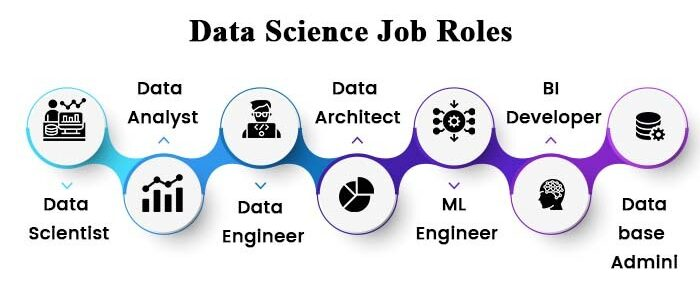 Data Science Job Roles
Data
Scientist
Data
Analyst
Data
Engineer
Data
Architect
ML
Engineer
BI
Developer
Data
base
Admini